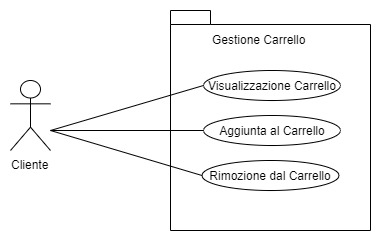 Gestione Carrello
Visualizzazione Carrello
Aggiunta al Carrello
Cliente
Rimozione dal Carrello